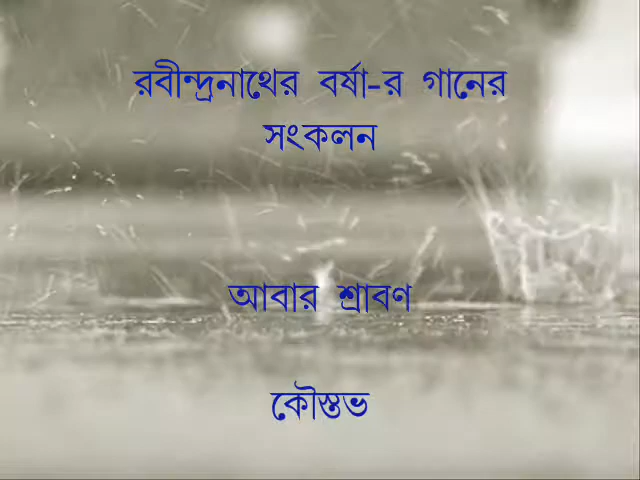 রবীন্দ্রনাথের বর্ষা-র গানের
সংকলন
আবার শ্রাবণ
কৌস্তভ